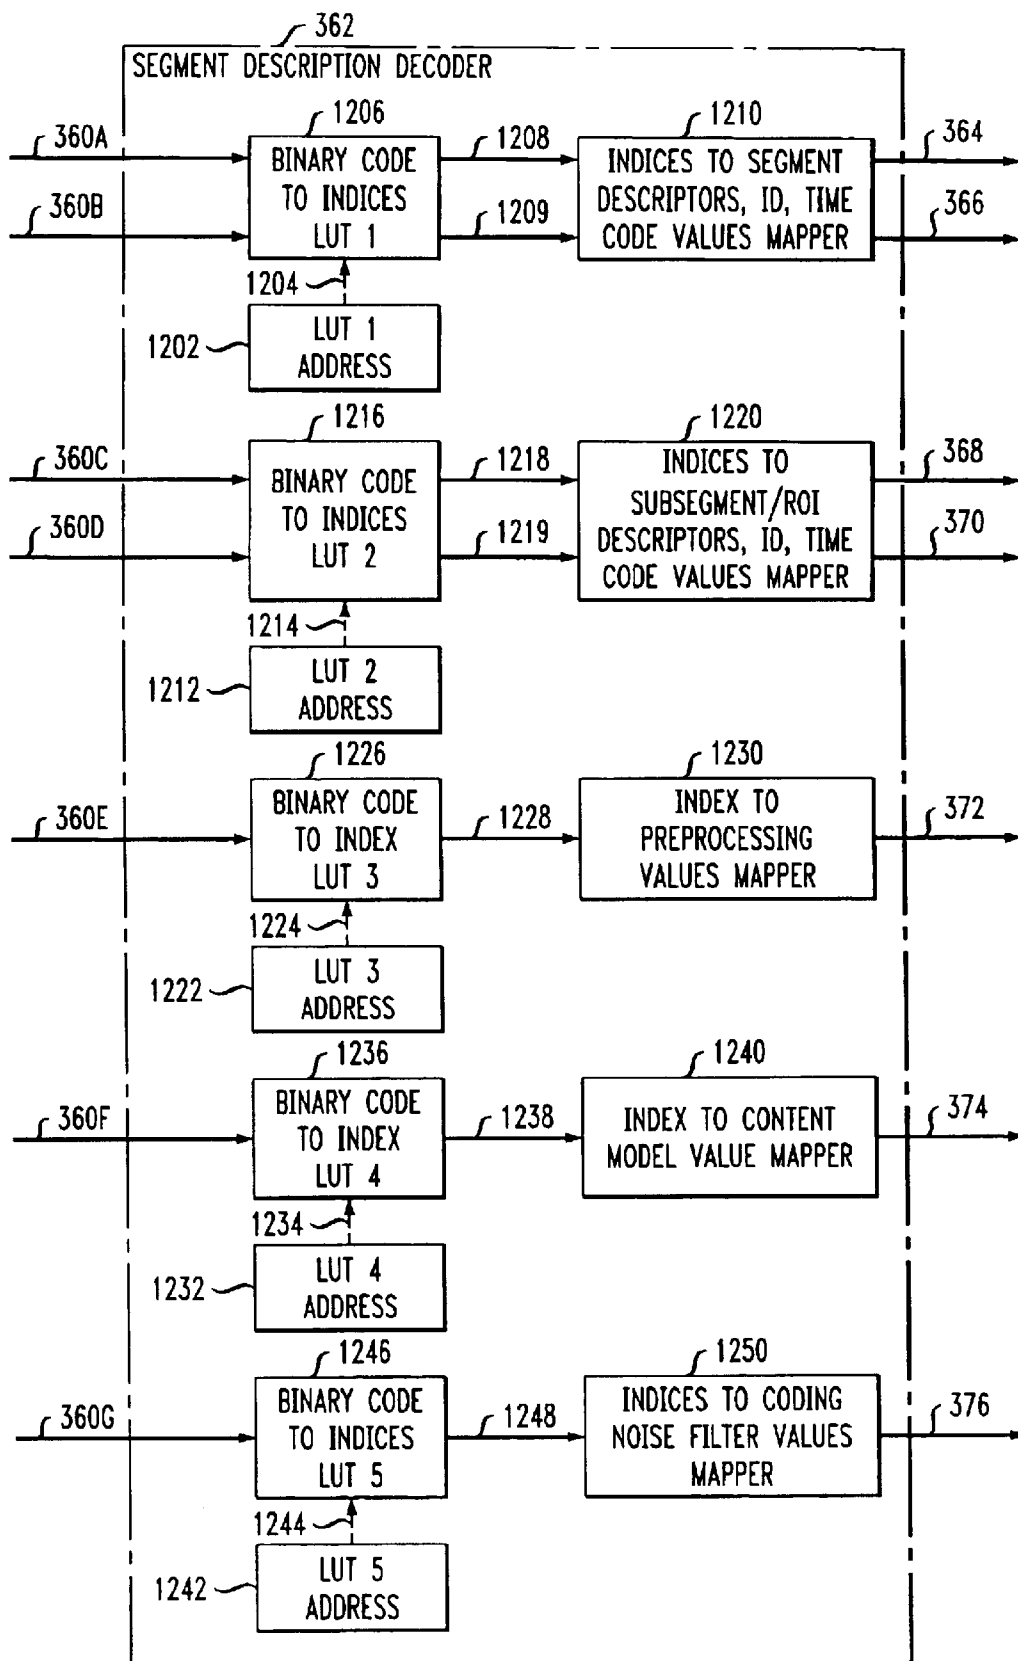 362
SEGMENT DESCRIPTION DECODER
360A
1206
BINARY CODE
TO INDICES
LUT 1
1208
1210
INDICES TO SEGMENT
DESCRIPTORS, ID, TIME
CODE VALUES MAPPER
364
360B
1209
366
1204
1202
LUT 1
ADDRESS
360C
1216
BINARY CODE
TO INDICES
LUT 2
1218
1220
INDICES TO
SUBSEGMENT/ROI
DESCRIPTORS, ID, TIME
CODE VALUES MAPPER
368
360D
1219
370
1214
1212
LUT 2
ADDRESS
360E
1226
BINARY CODE
TO INDEX
LUT 3
1228
1230
INDEX TO
PREPROCESSING
VALUES MAPPER
372
1224
1222
LUT 3
ADDRESS
360F
1236
BINARY CODE
TO INDEX
LUT 4
1238
1240
INDEX TO CONTENT
MODEL VALUE MAPPER
374
1234
1232
LUT 4
ADDRESS
360G
1246
BINARY CODE
TO INDICES
LUT 5
1248
1250
INDICES TO CODING
NOISE FILTER VALUES
MAPPER
376
1244
1242
LUT 5
ADDRESS